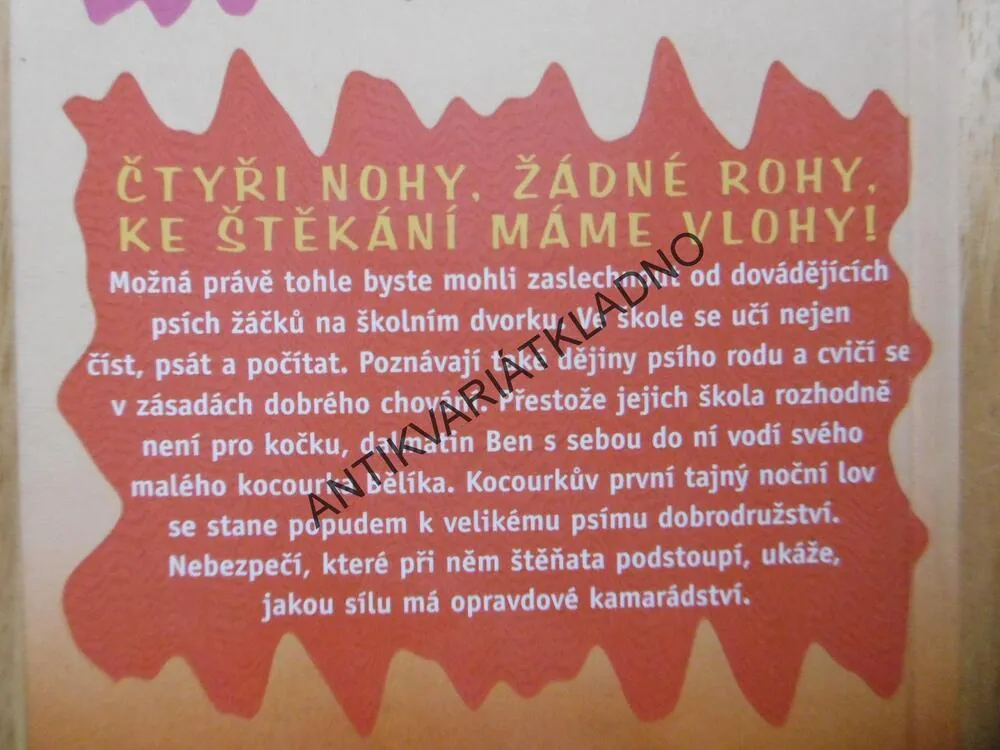 ČTYŘI NOHY, ŽÁDNÉ ROHY,
KE ŠTĚKÁNÍ MÁME VLOHY!
Možná právě tohle byste mohli zaslechnout od dovádějících
psích žáčků na školním dvorku. Ve škole se učí nejen
číst, psát a počítat. Poznávají také dějiny psího rodu a cvičí se
v zásadách dobrého chování. Přestože jejich škola rozhodně
není pro kočku, dalmatin Ben s sebou do ní vodí svého
malého kocourka Bělíka. Kocourkův první tajný noční lov
se stane popudem k velikému psímu dobrodružství.
Nebezpečí, které při něm štěňata podstoupí, ukáže,
jakou sílu má opravdové kamarádství.
ANTIKVARIÁTKLADNO